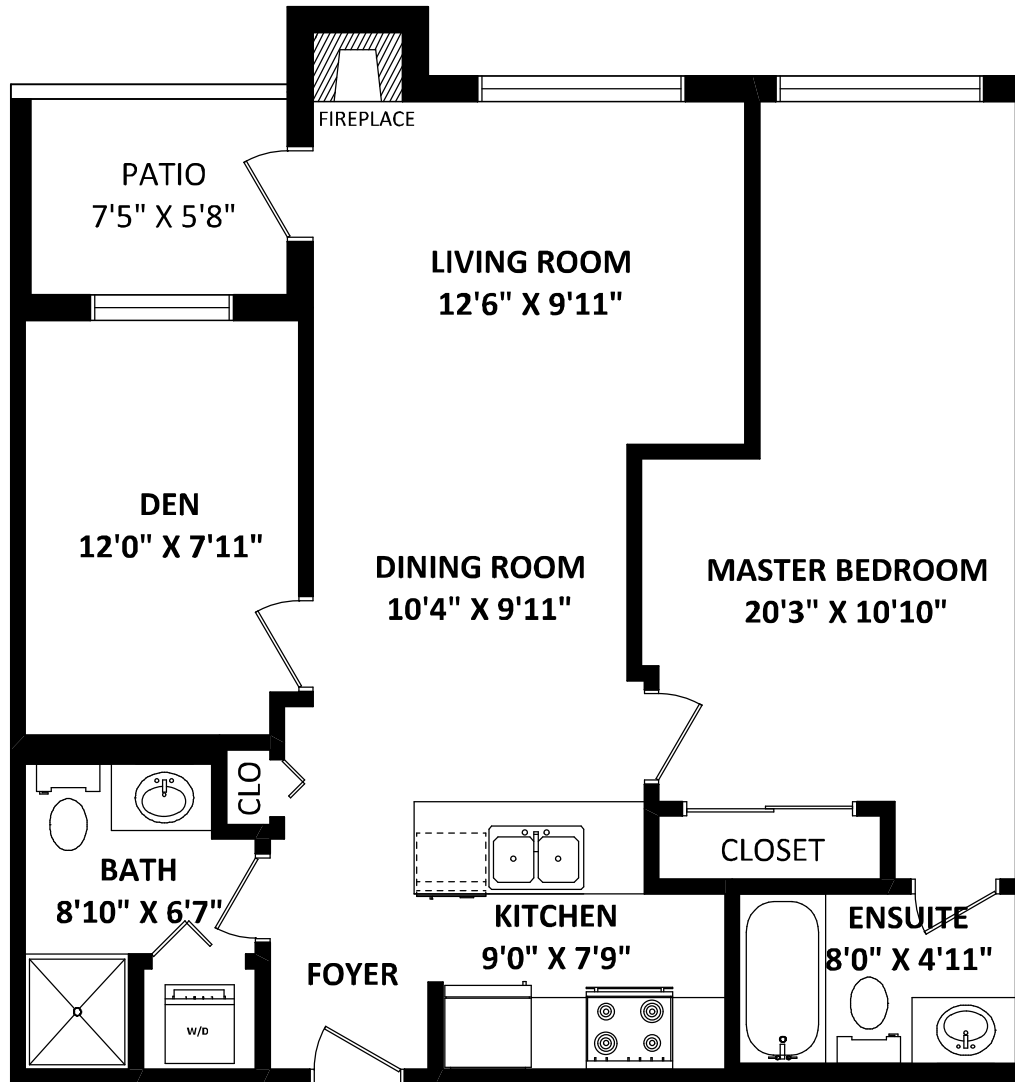 FIREPLACE
PATIO
7'5" X 5'8"
LIVING ROOM
12'6" X 9'11"
DEN
12'0" X 7'11"
DINING ROOM
10'4" X 9'11"
MASTER BEDROOM
20'3" X 10'10"
CLO
CLOSET
BATH
8'10" X 6'7"
KITCHEN
9'0" X 7'9"
ENSUITE
8'0" X 4'11"
FOYER
W/D